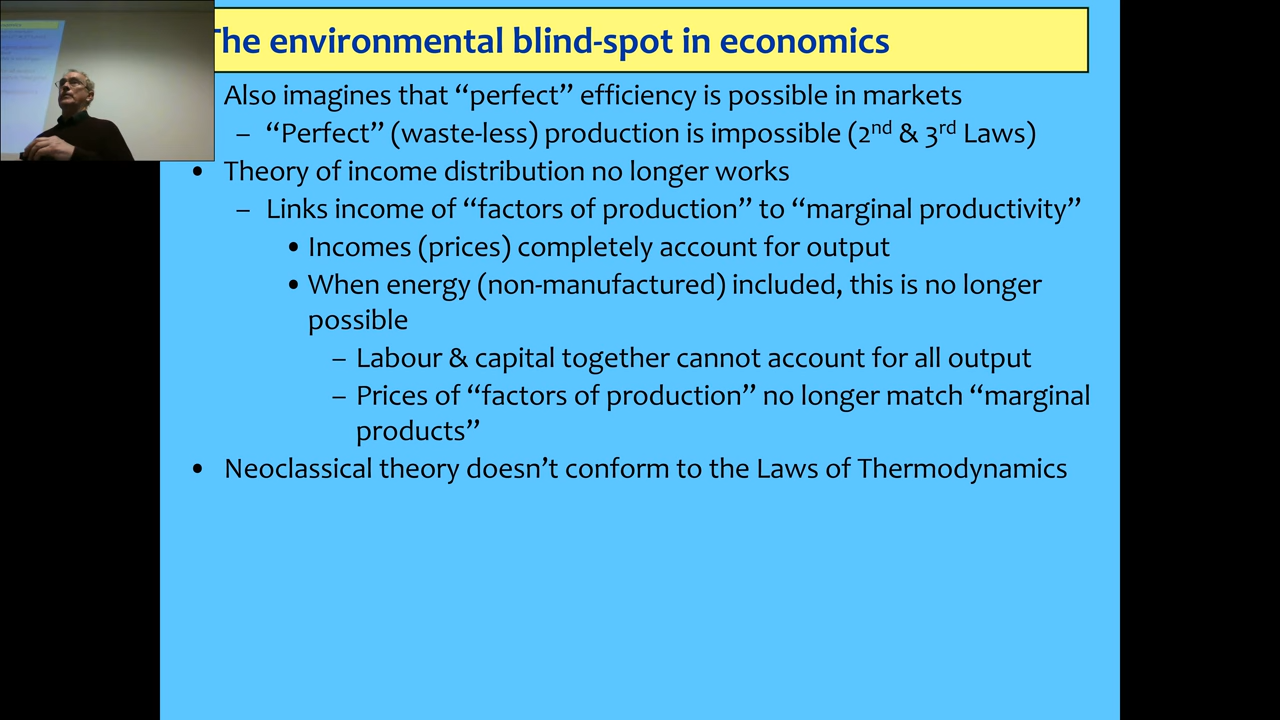 The environmental blind-spot in economics
Also imagines that “perfect” efficiency is possible in markets
– “Perfect” (waste-less) production is impossible (2nd & 3rd Laws)
• Theory of income distribution no longer works
– Links income of “factors of production” to “marginal productivity”
• Incomes (prices) completely account for output
• When energy (non-manufactured) included, this is no longer
possible
– Labour & capital together cannot account for all output
– Prices of “factors of production” no longer match “marginal
products”
• Neoclassical theory doesn’t conform to the Laws of Thermodynamics